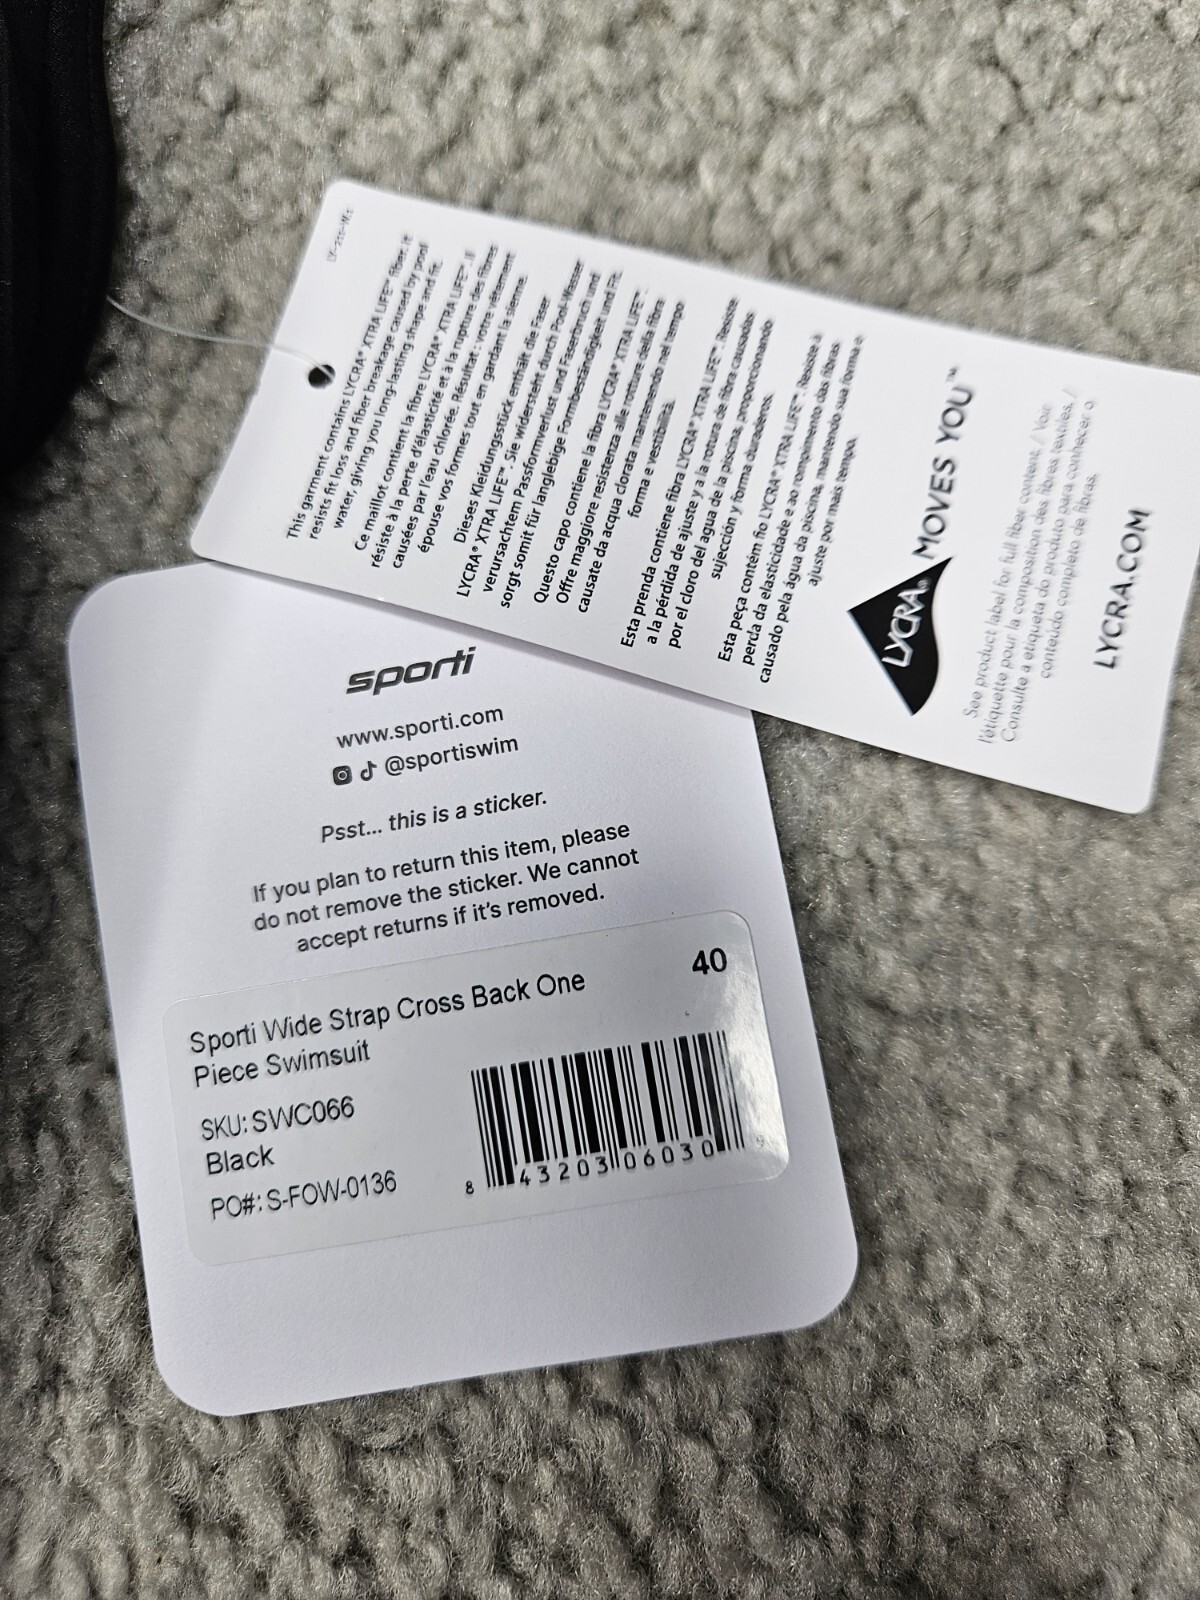 This garment contains LYCRA® XTRA LIFE™ fiber. It
resists fit loss and fiber breakage caused by pool
water, giving you long-lasting shape and fit.
Ce maillot contient la fibre LYCRA® XTRA LIFE™. Il
résiste à la perte d'élasticité et à la rupture des fibres
causées par l'eau chlorée. Résultat : votre vêtement
épouse vos formes tout en gardant la sienne.
Dieses Kleidungsstück enthält die Faser
LYCRA® XTRA LIFE™. Sie widersteht durch Pool-Wasser
verursachtem Passformverlust und Faserbruch und
sorgt somit für langlebige Formbeständigkeit und Fit.
Questo capo contiene la fibra LYCRA® XTRA LIFE™.
Offre maggiore resistenza alle rotture della fibra
causate da acqua clorata mantenendo nel tempo
forma e vestibilità.
Esta prenda contiene fibra LYCRA® XTRA LIFE™. Resiste
a la pérdida de ajuste y a la rotura de fibra causadas
por el cloro del agua de la piscina, proporcionando
sujección y forma duraderos.
Esta peça contém fio LYCRA® XTRA LIFE™. Resiste à
perda da elasticidade e ao rompimento das fibras
causado pela água da piscina, mantendo sua forma e
ajuste por mais tempo.
LYCRA® MOVES YOU™
See product label for full fiber content. / Voir
l'étiquette pour la composition des fibres textiles. /
Consulte a etiqueta do produto para conhecer o
conteúdo completo de fibras.
LYCRA.COM
sporti
www.sporti.com
@sportiswim
Psst... this is a sticker.
If you plan to return this item, please
do not remove the sticker. We cannot
accept returns if it's removed.
40
Sporti Wide Strap Cross Back One
Piece Swimsuit
SKU: SWC066
Black
PO#: S-FOW-0136
8 43203 06030 9